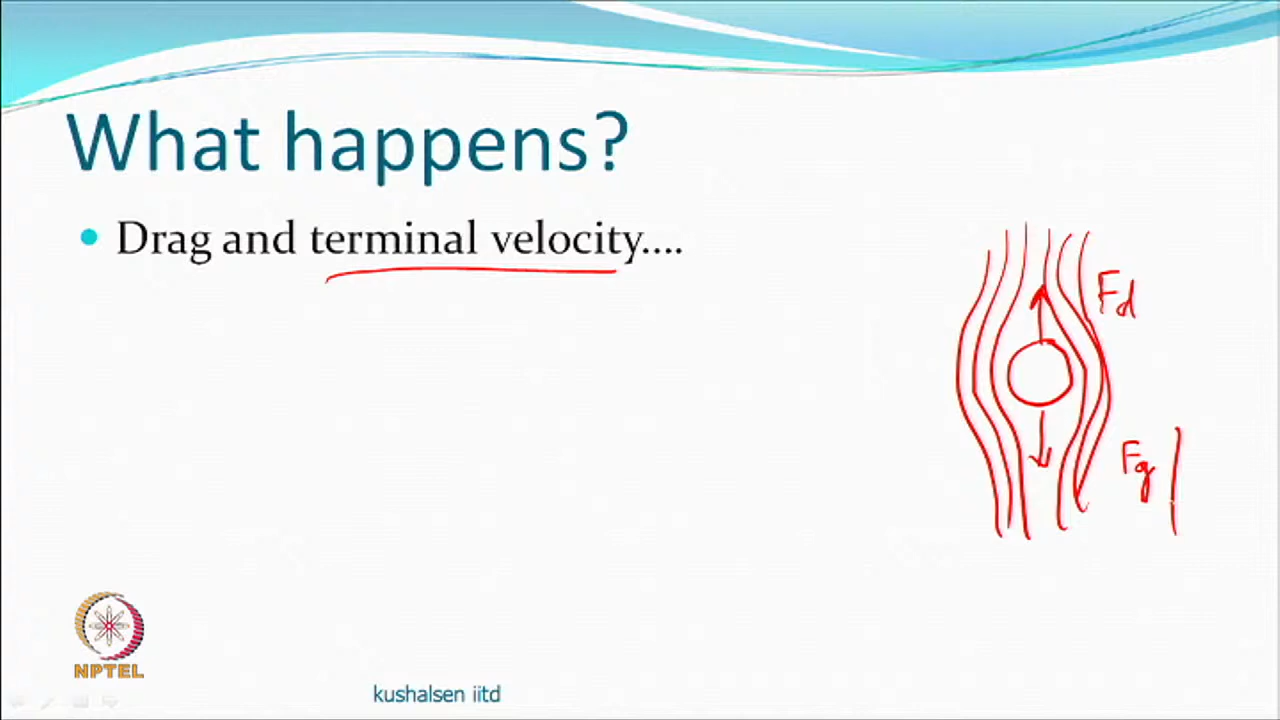 What happens?
Drag and terminal velocity....
Fd
Fg
NPTEL
kushalsen iitd